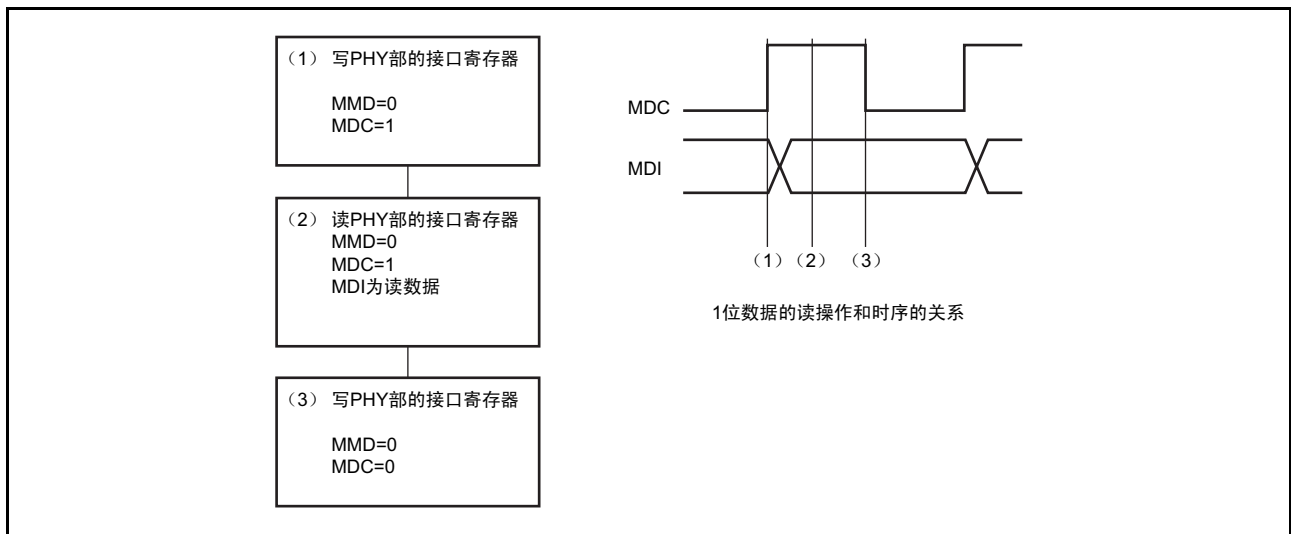 （1） 写PHY部的接口寄存器
MMD=0
MDC=1
（2） 读PHY部的接口寄存器
MMD=0
MDC=1
MDI为读数据
（3） 写PHY部的接口寄存器
MMD=0
MDC=0
MDC
MDI
（1）（2）（3）
1位数据的读操作和时序的关系